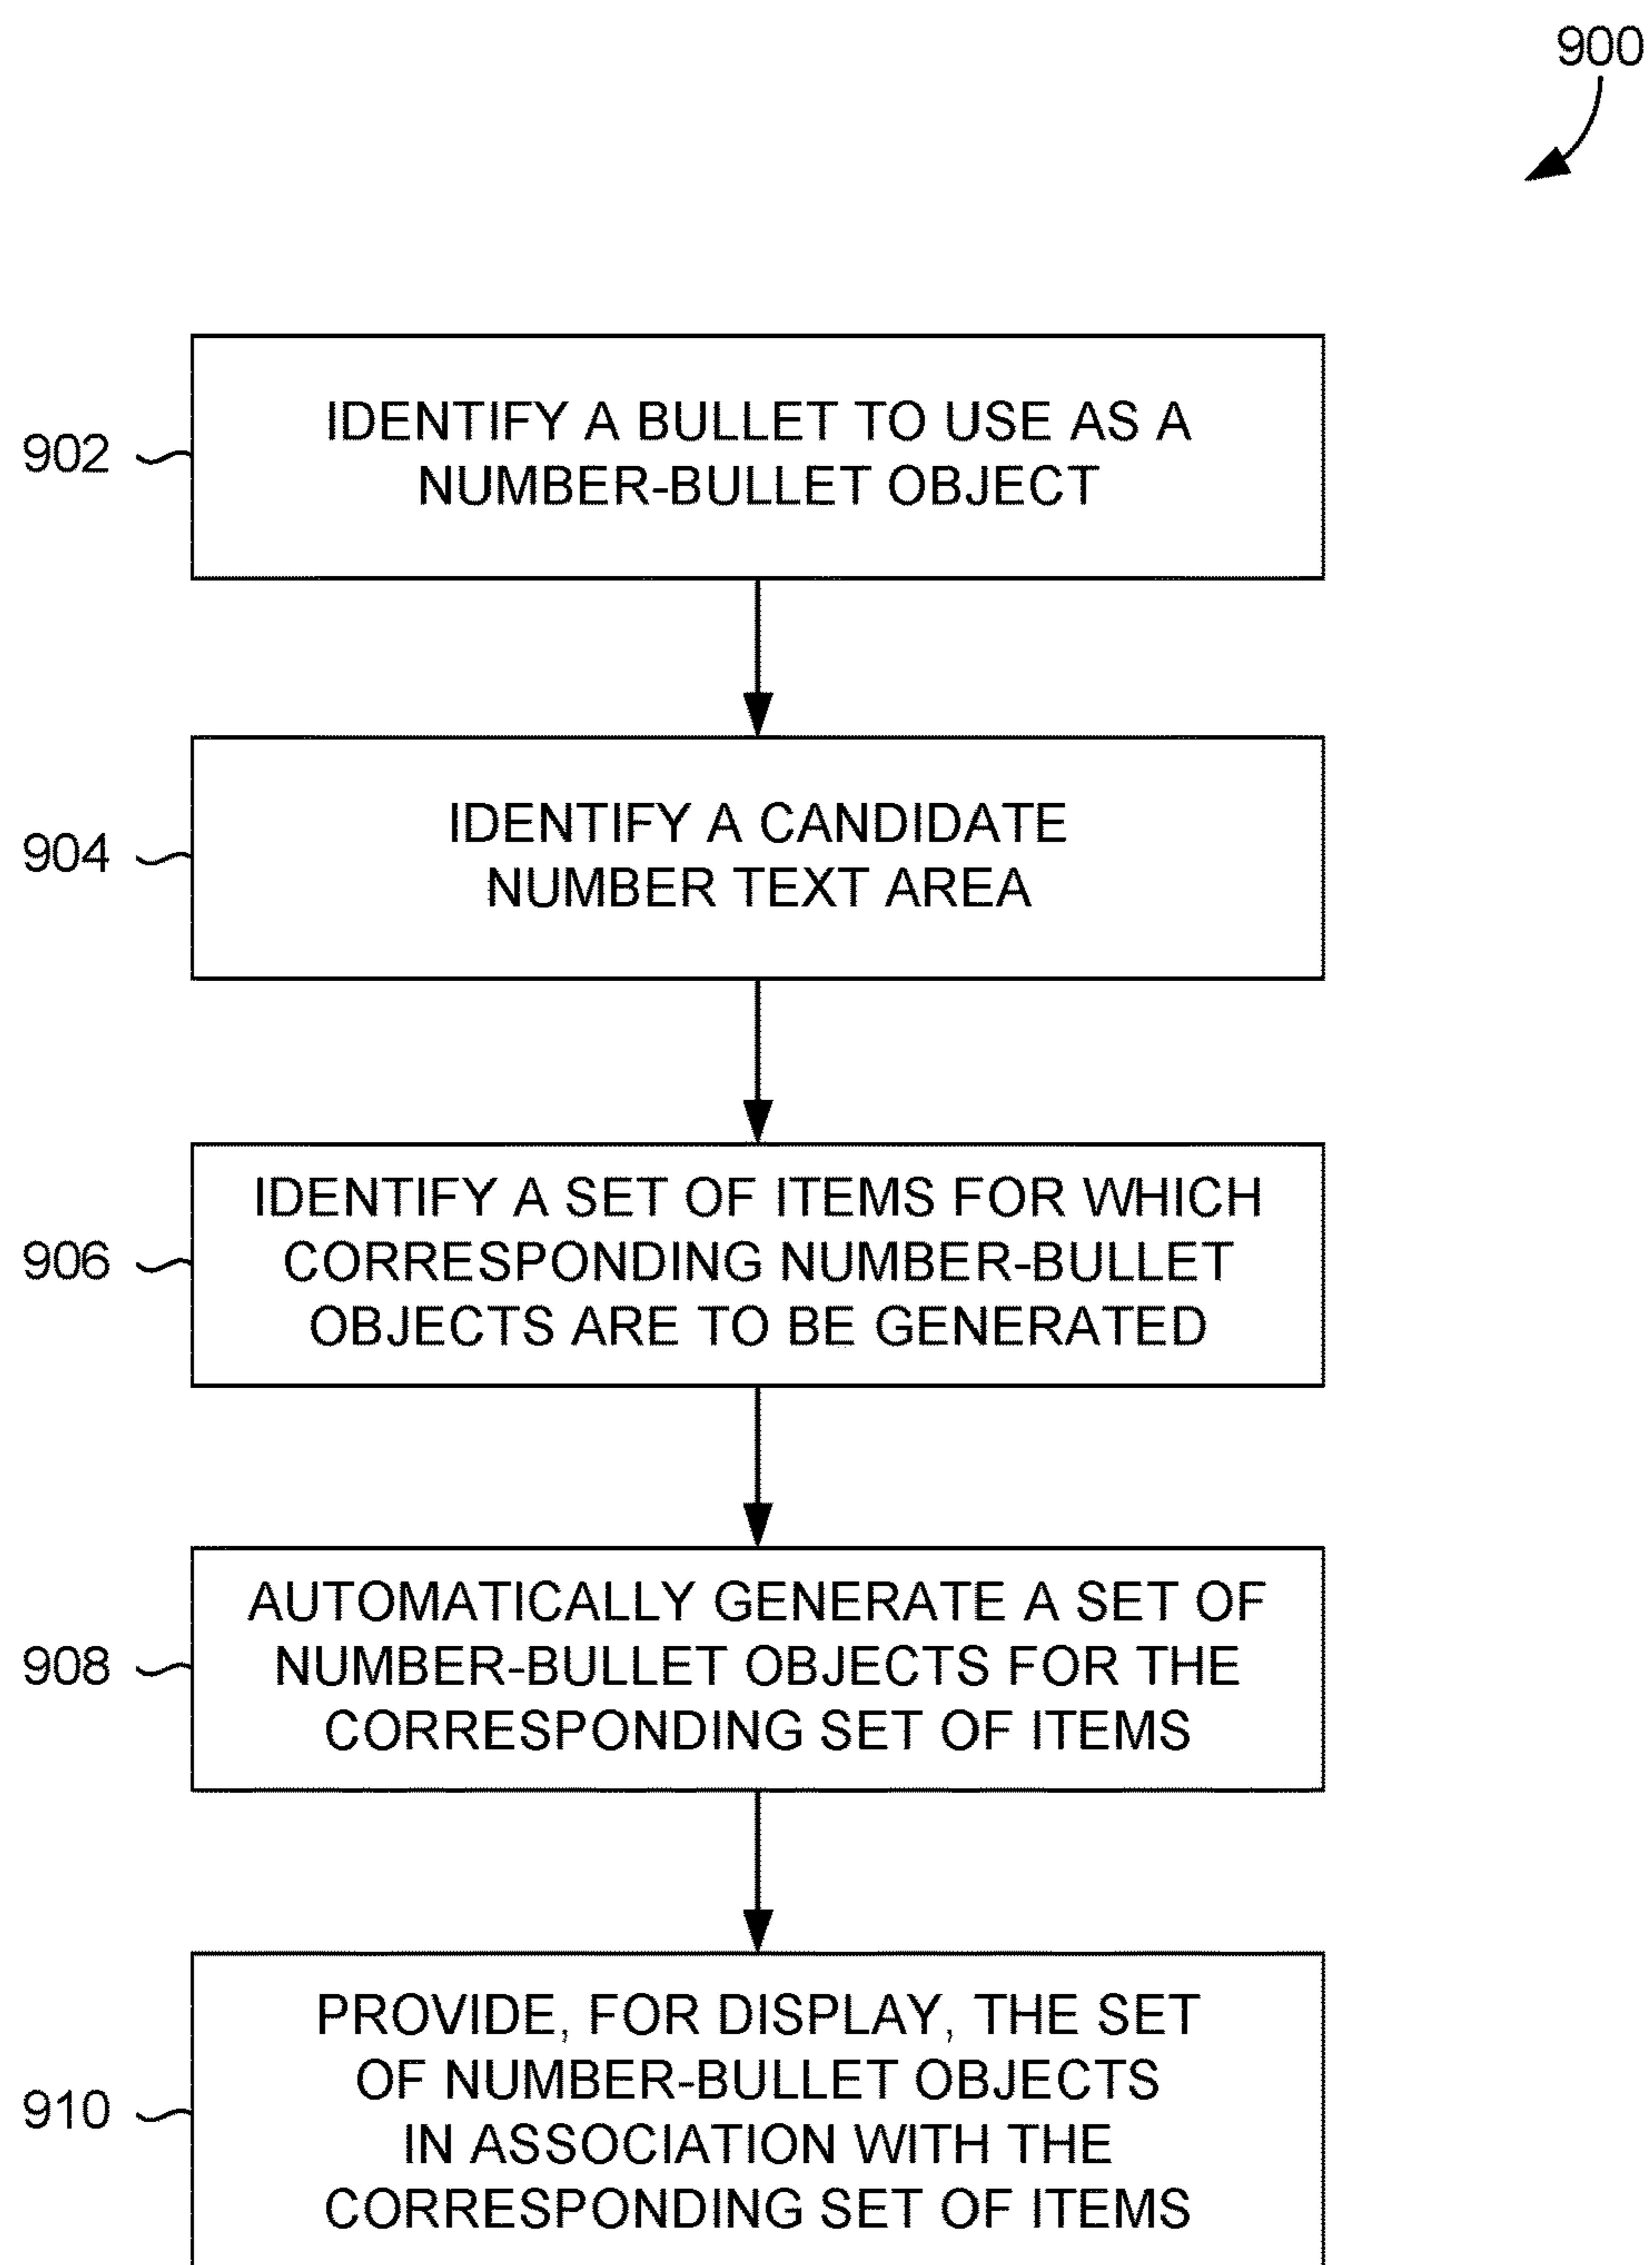 900
902
IDENTIFY A BULLET TO USE AS A
NUMBER-BULLET OBJECT
904
IDENTIFY A CANDIDATE
NUMBER TEXT AREA
906
IDENTIFY A SET OF ITEMS FOR WHICH
CORRESPONDING NUMBER-BULLET
OBJECTS ARE TO BE GENERATED
908
AUTOMATICALLY GENERATE A SET OF
NUMBER-BULLET OBJECTS FOR THE
CORRESPONDING SET OF ITEMS
910
PROVIDE, FOR DISPLAY, THE SET
OF NUMBER-BULLET OBJECTS
IN ASSOCIATION WITH THE
CORRESPONDING SET OF ITEMS